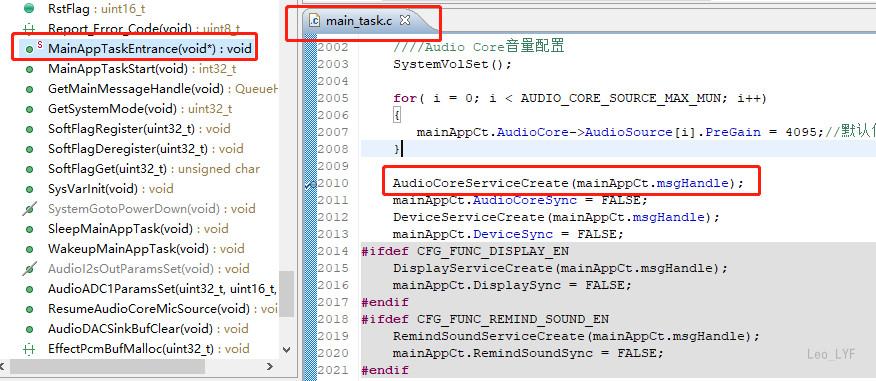 RstFlag : uint16_t
Report_Error_Code(void) : uint8_t
S MainAppTaskEntrance(void*) : void
MainAppTaskStart(void) : int32_t
GetMainMessageHandle(void) : QueueH
GetSystemMode(void) : uint32_t
SoftFlagRegister(uint32_t) : void
SoftFlagDeregister(uint32_t) : void
SoftFlagGet(uint32_t) : unsigned char
SysVarInit(void) : void
SystemGotoPowerDown(void) : void
SleepMainAppTask(void) : void
WakeupMainAppTask(void) : void
AudioI2sOutParamsSet(void) : void
AudioADC1ParamsSet(uint32_t, uint16_t,
ResumeAudioCoreMicSource(void) : void
AudioDACSinkBufClear(void) : void
EffectPcmBufMalloc(uint32_t) : void
.c main_task.c
2002 ////Audio Core音量配置
2003 SystemVolSet();
2004
2005 for( i = 0; i < AUDIO_CORE_SOURCE_MAX_MUN; i++)
2006 {
2007 mainAppCt.AudioCore->AudioSource[i].PreGain = 4095;//默认
2008 }
2009
2010 AudioCoreServiceCreate(mainAppCt.msgHandle);
2011 mainAppCt.AudioCoreSync = FALSE;
2012 DeviceServiceCreate(mainAppCt.msgHandle);
2013 mainAppCt.DeviceSync = FALSE;
2014 #ifdef CFG_FUNC_DISPLAY_EN
2015 DisplayServiceCreate(mainAppCt.msgHandle);
2016 mainAppCt.DisplaySync = FALSE;
2017 #endif
2018 #ifdef CFG_FUNC_REMIND_SOUND_EN
2019 RemindSoundServiceCreate(mainAppCt.msgHandle);
2020 mainAppCt.RemindSoundSync = FALSE;
2021 #endif
Leo_LYF